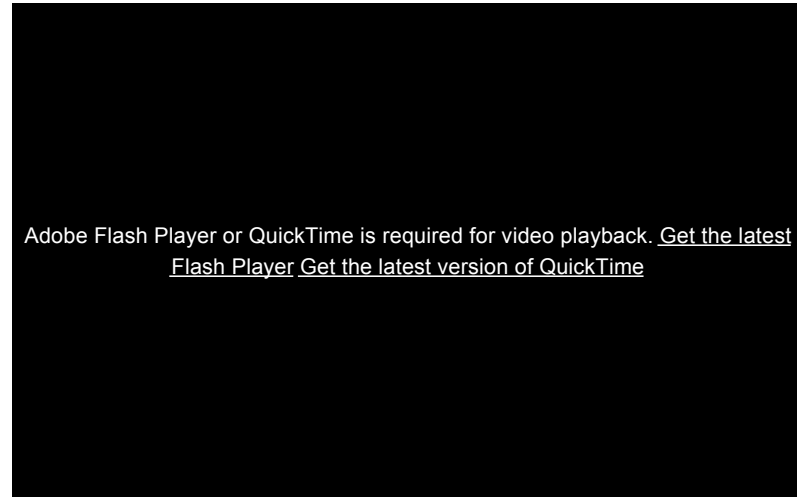 Adobe Flash Player or QuickTime is required for video playback. Get the latest
Flash Player Get the latest version of QuickTime